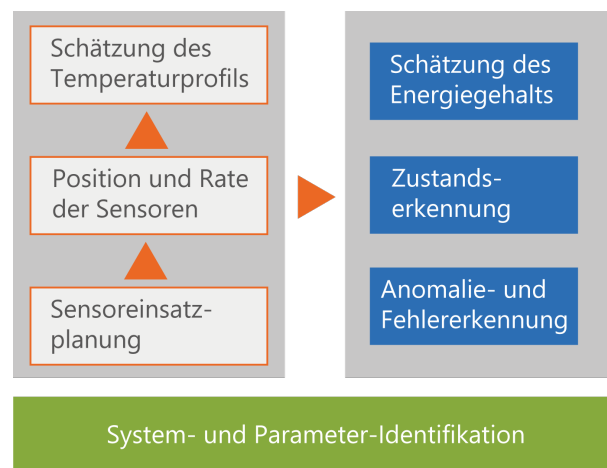 Schätzung des
Temperaturprofils
Position und Rate
der Sensoren
Sensoreinsatz-
planung
Schätzung des
Energiegehalts
Zustands-
erkennung
Anomalie- und
Fehlererkennung
System- und Parameter-Identifikation